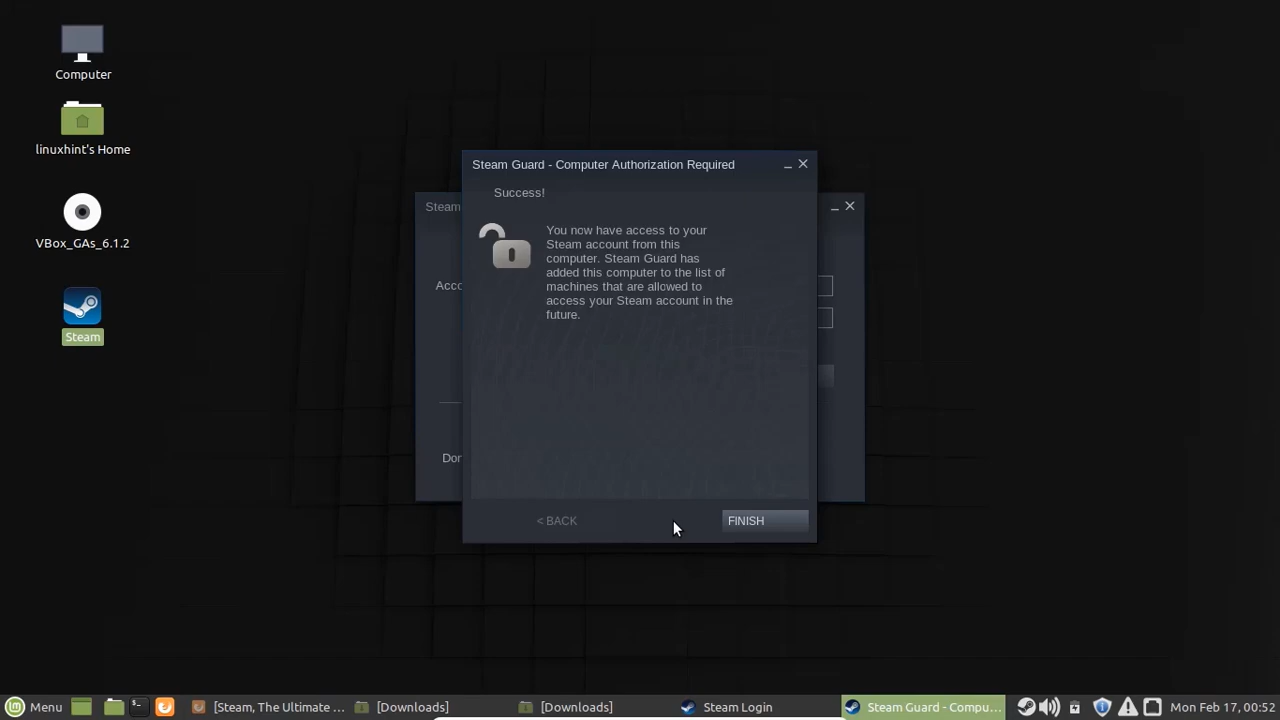 Computer
linuxhint's Home
VBox_GAs_6.1.2
Steam
Steam Guard - Computer Authorization Required
Success!
You now have access to your
Steam account from this
computer. Steam Guard has
added this computer to the list of
machines that are allowed to
access your Steam account in the
future.
< BACK
FINISH
Steam
Acco
Don
Menu
[Steam, The Ultimate ...
[Downloads]
[Downloads]
Steam Login
Steam Guard - Compu...
Mon Feb 17, 00:52